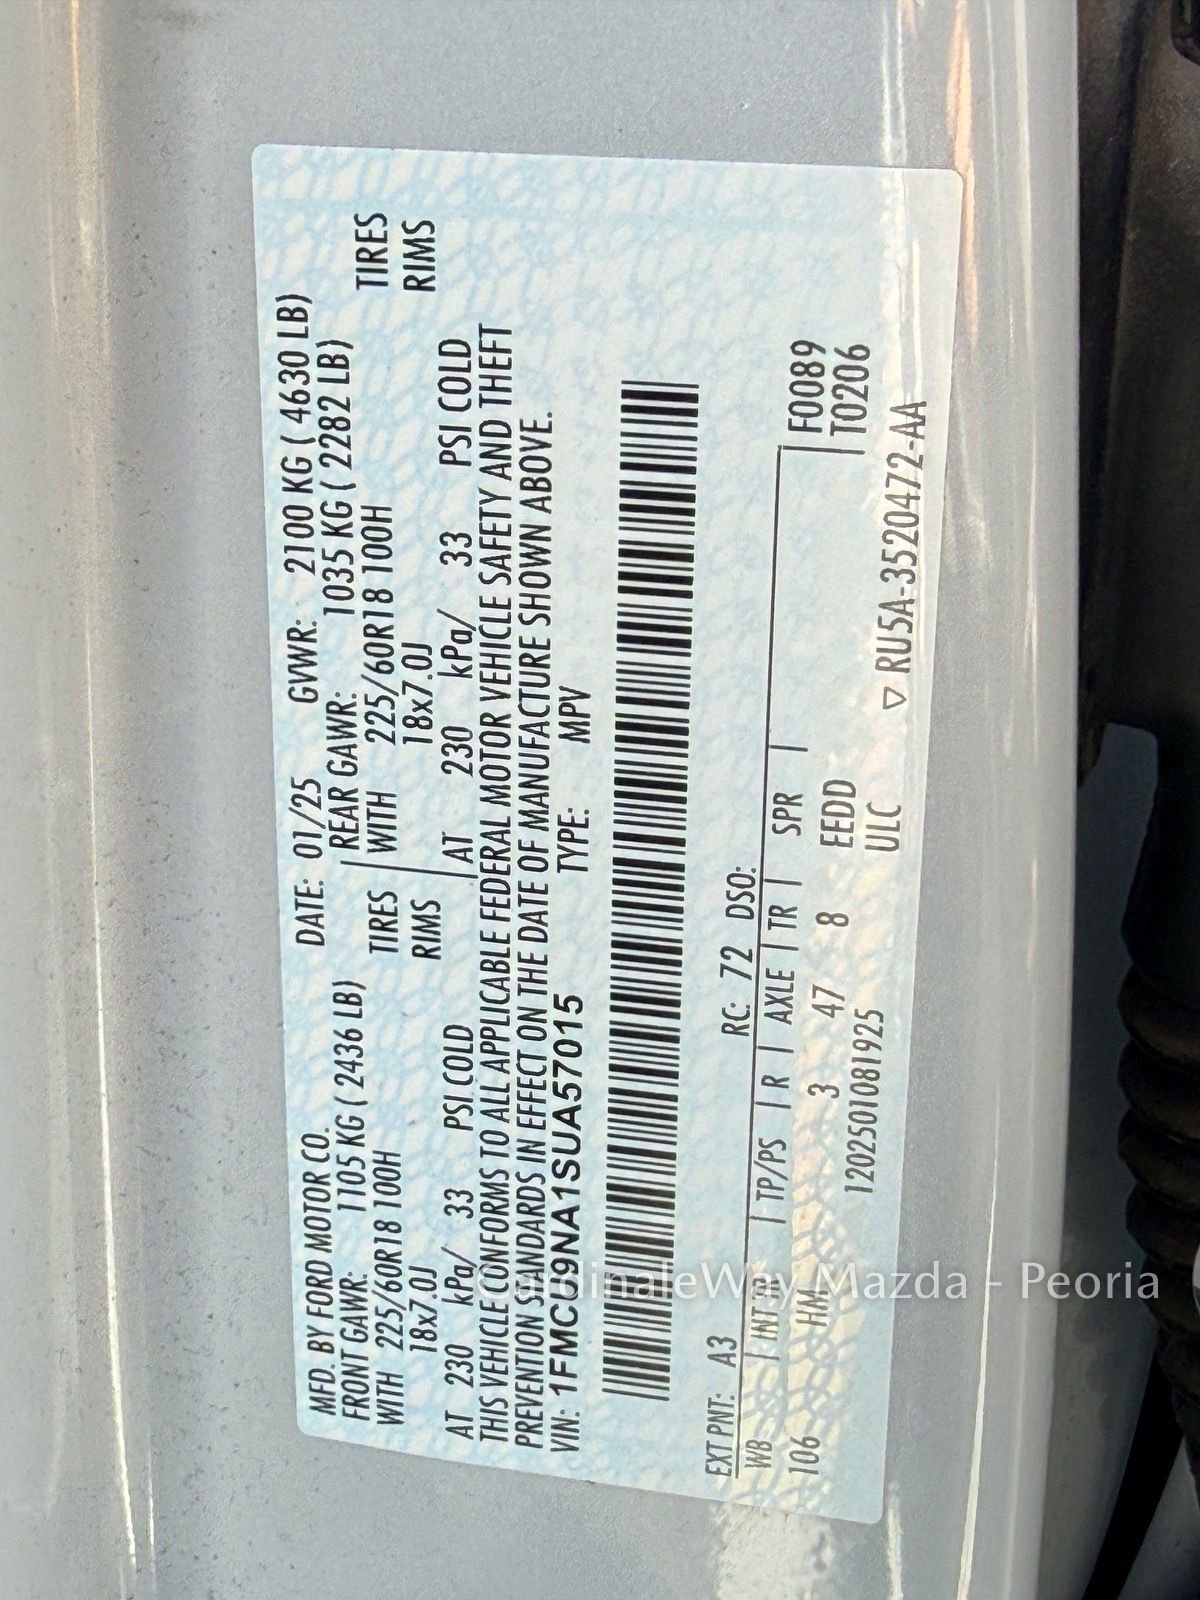 MFD. BY FORD MOTOR CO. DATE: 01/25 GVWR: 2100 KG ( 4630 LB)
FRONT GAWR: 1105 KG ( 2436 LB) REAR GAWR: 1035 KG ( 2282 LB)
WITH 225/60R18 100H TIRES WITH 225/60R18 100H TIRES
18x7.0J RIMS 18x7.0J RIMS
AT 230 kPa/ 33 PSI COLD AT 230 kPa/ 33 PSI COLD
THIS VEHICLE CONFORMS TO ALL APPLICABLE FEDERAL MOTOR VEHICLE SAFETY AND THEFT
PREVENTION STANDARDS IN EFFECT ON THE DATE OF MANUFACTURE SHOWN ABOVE.
VIN: 1FMCU9NA1SUA57015 TYPE: MPV
EXT PNT: A3 RC: 72 DSO:
WB INT TR TP/PS R AXLE TR SPR F0089
106 HM 3 47 8 EEDD T0206
1202501081925 ULC
▽ RU5A-3520472-AA
CardinaleWay Mazda - Peoria